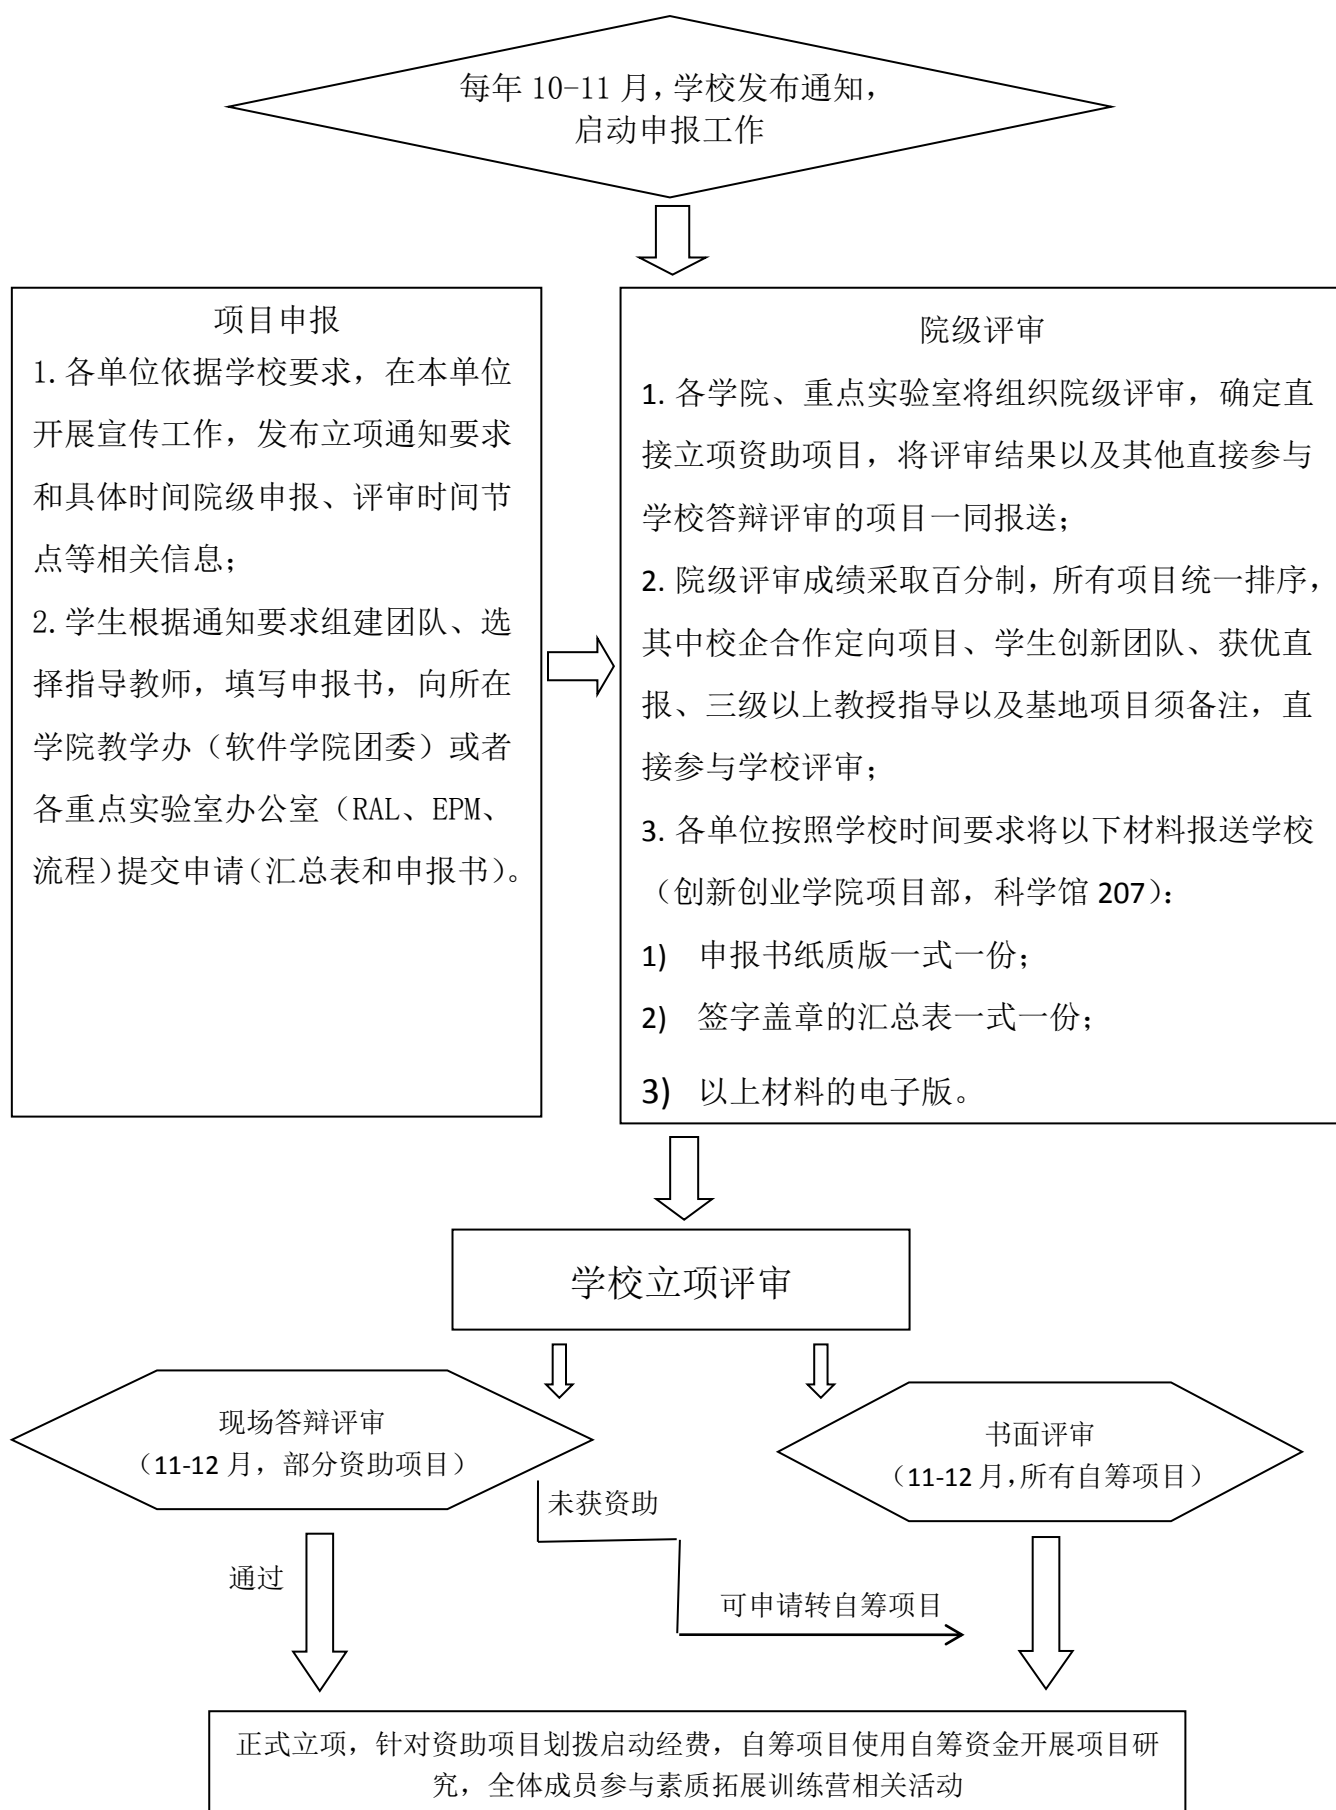 每年 10-11 月，学校发布通知，
启动申报工作
项目申报
1.各单位依据学校要求，在本单位
开展宣传工作，发布立项通知要求
和具体时间院级申报、评审时间节
点等相关信息；
2.学生根据通知要求组建团队、选
择指导教师，填写申报书，向所在
学院教学办（软件学院团委）或者
各重点实验室办公室（RAL、EPM、
流程）提交申请（汇总表和申报书）。
院级评审
1. 各学院、重点实验室将组织院级评审，确定直
接立项资助项目，将评审结果以及其他直接参与
学校答辩评审的项目一同报送；
2. 院级评审成绩采取百分制，所有项目统一排序，
其中校企合作定向项目、学生创新团队、获优直
报、三级以上教授指导以及基地项目须备注，直
接参与学校评审；
3. 各单位按照学校时间要求将以下材料报送学校
（创新创业学院项目部，科学馆 207）：
1) 申报书纸质版一式一份；
2) 签字盖章的汇总表一式一份；
3) 以上材料的电子版。
学校立项评审
现场答辩评审
（11-12 月，部分资助项目）
书面评审
（11-12 月，所有自筹项目）
未获资助
通过
可申请转自筹项目
正式立项，针对资助项目划拨启动经费，自筹项目使用自筹资金开展项目研
究，全体成员参与素质拓展训练营相关活动